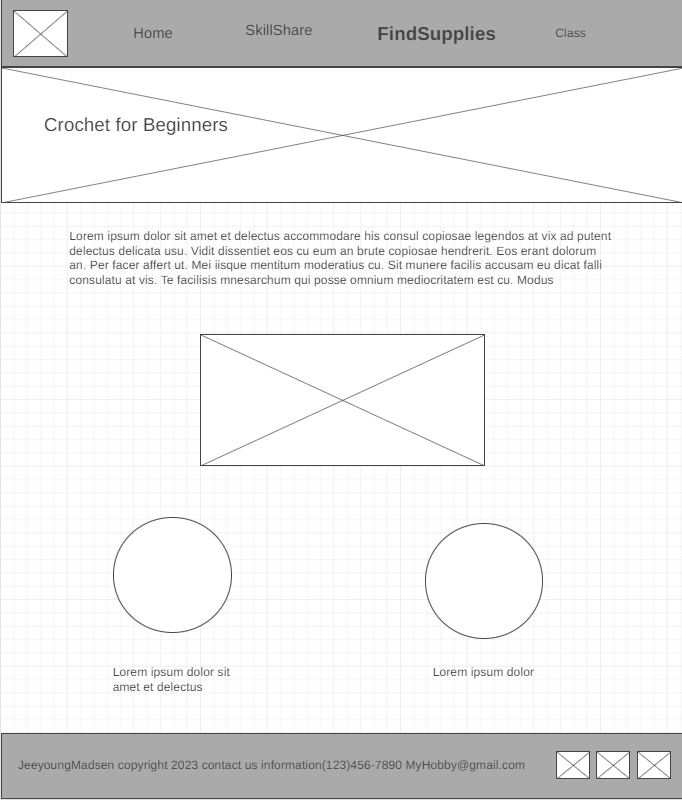 Home
SkillShare
FindSupplies
Class
Crochet for Beginners
Lorem ipsum dolor sit amet et delectus accommodare his consul copiosae legendos at vix ad putent
delectus delicata usu. Vidit dissentiet eos cu eum an brute copiosae hendrerit. Eos erant dolorum
an. Per facer affert ut. Mei iisque mentitum moderatius cu. Sit munere facilis accusam eu dicat falli
consulatu at vis. Te facilisis mnesarchum qui posse omnium mediocritatem est cu. Modus
Lorem ipsum dolor sit
amet et delectus
Lorem ipsum dolor
JeeyoungMadsen copyright 2023 contact us information(123)456-7890 MyHobby@gmail.com